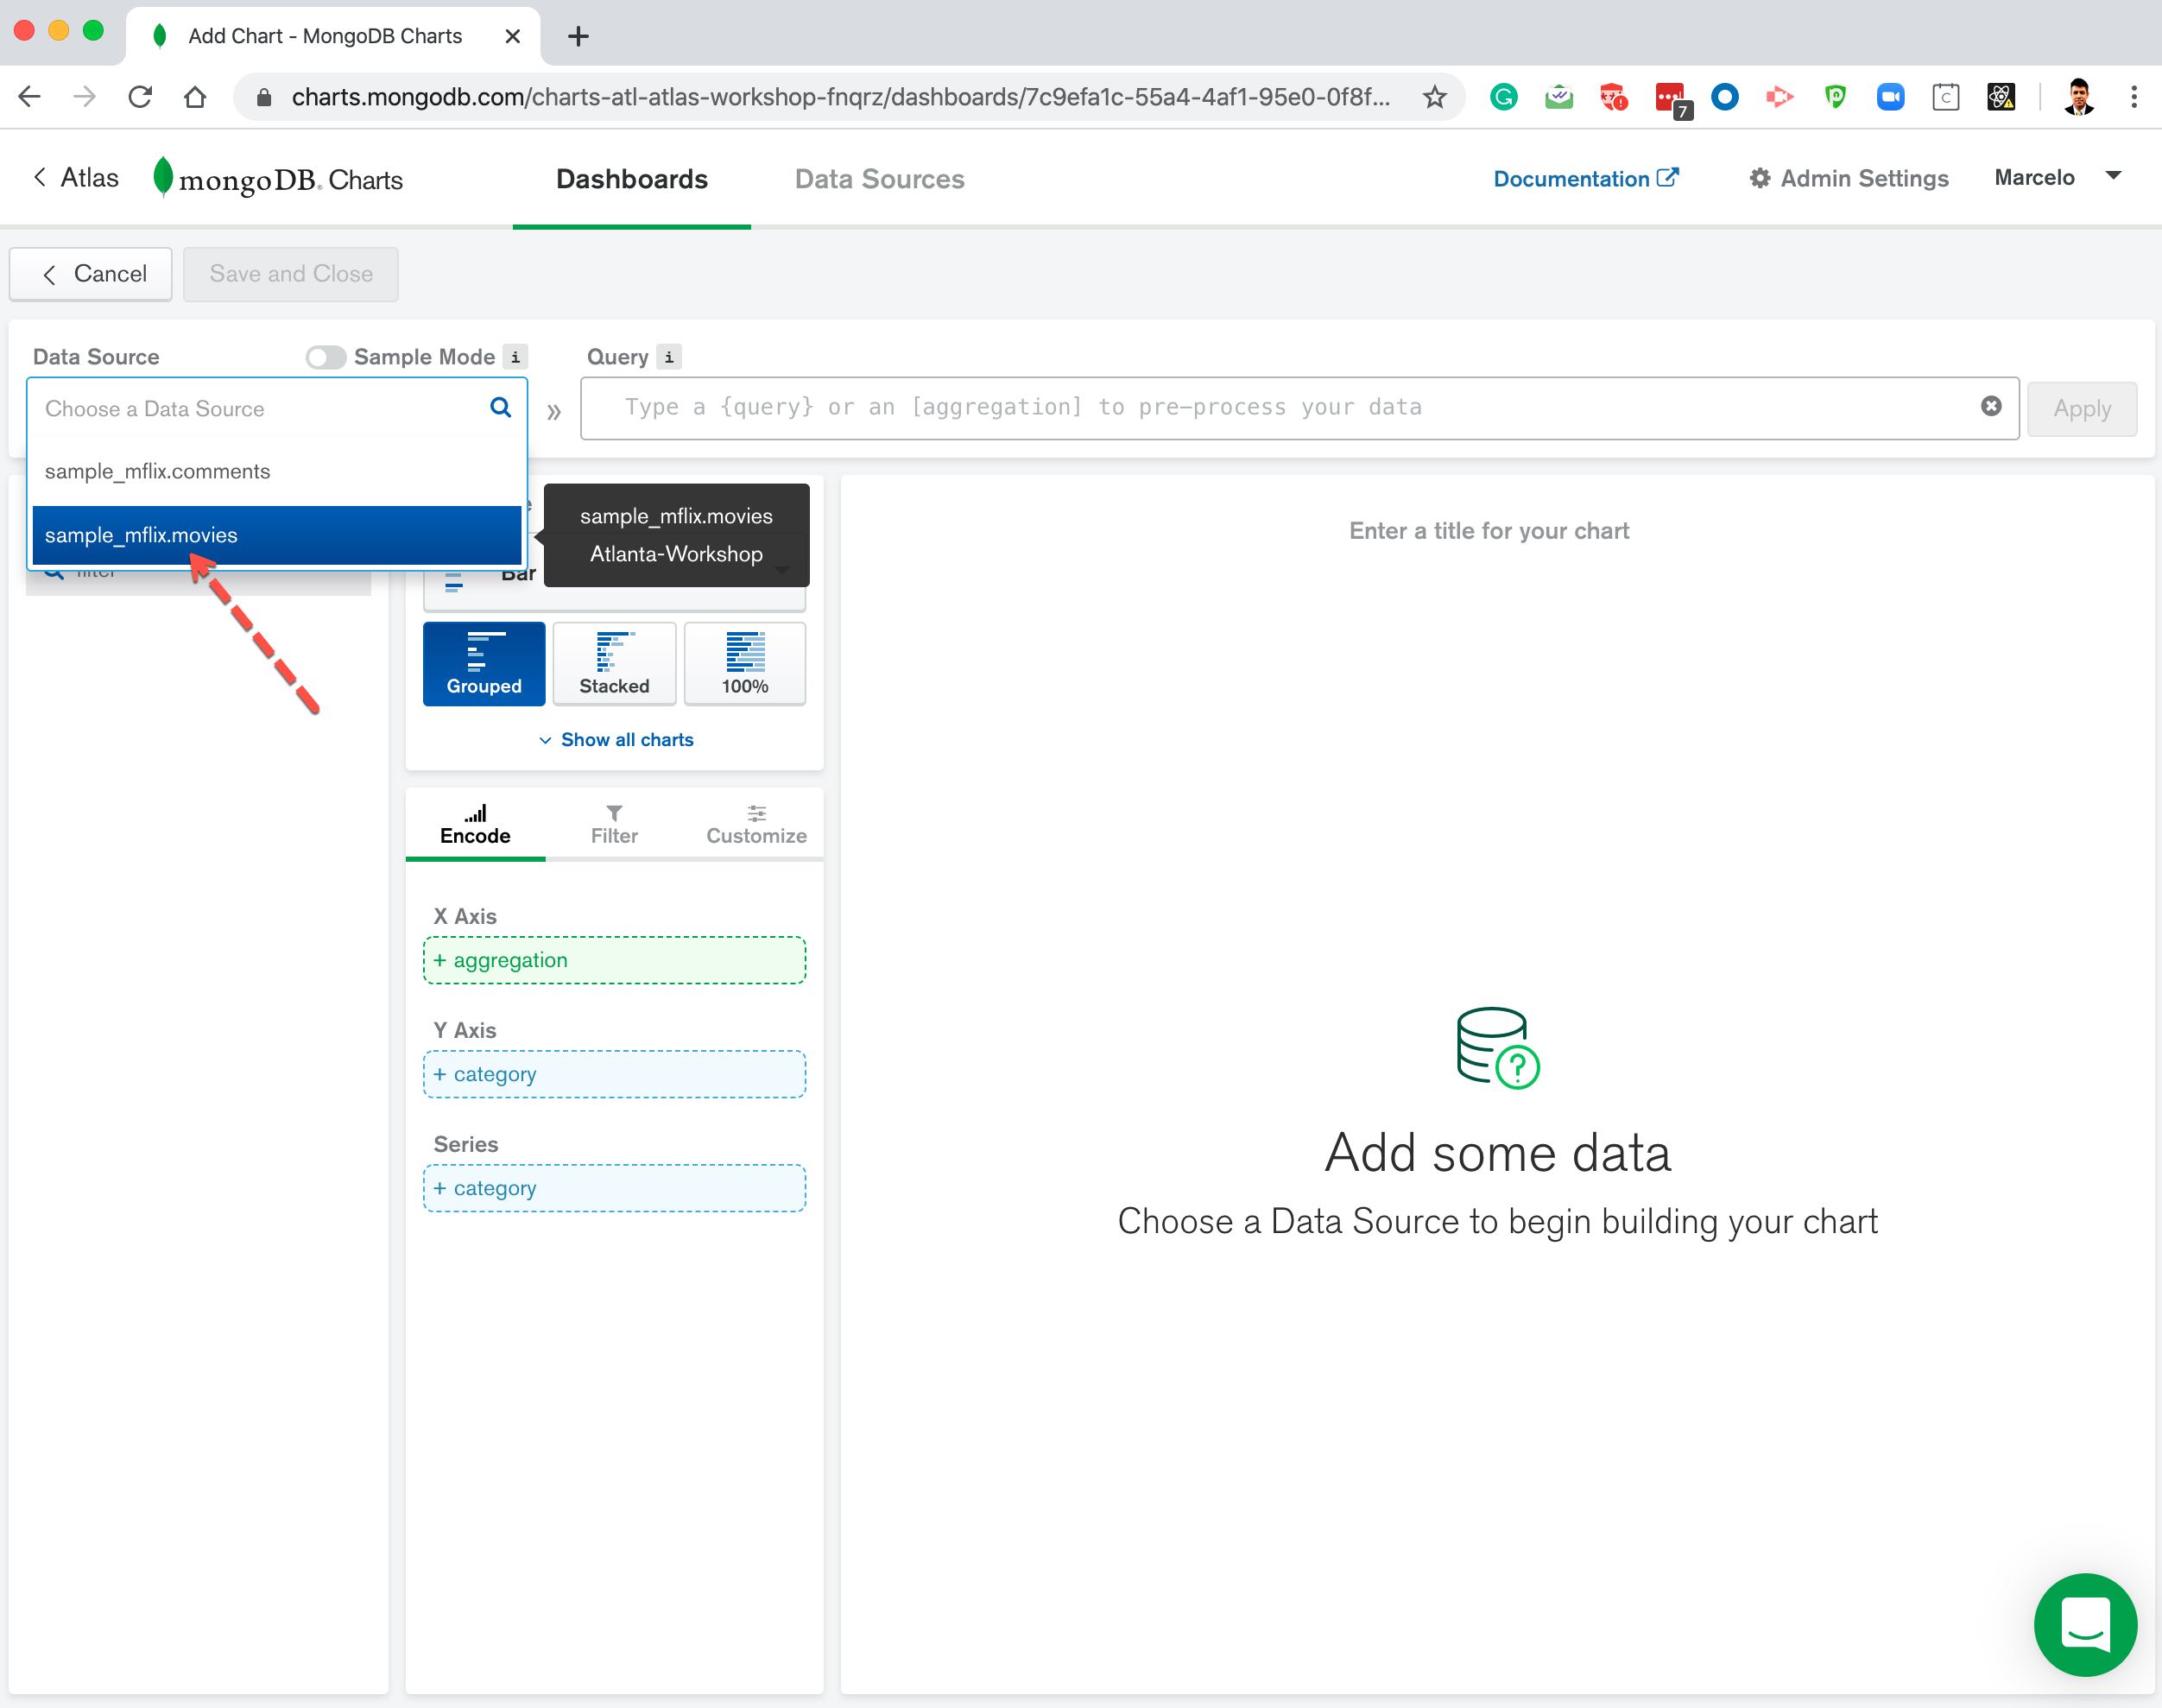 Add Chart - MongoDB Charts
charts.mongodb.com/charts-atl-atlas-workshop-fnqrz/dashboards/7c9efa1c-55a4-4af1-95e0-0f8f...
7
C
Atlas
mongoDB. Charts
Dashboards
Data Sources
Documentation
Admin Settings
Marcelo
Cancel
Save and Close
Data Source
Sample Mode i
Query i
Choose a Data Source
Type a {query} or an [aggregation] to pre-process your data
Apply
sample_mflix.comments
sample_mflix.movies
sample_mflix.movies
Atlanta-Workshop
filter
Bar
Enter a title for your chart
Grouped
Stacked
100%
Show all charts
Encode
Filter
Customize
X Axis
+ aggregation
Y Axis
+ category
Series
+ category
Add some data
Choose a Data Source to begin building your chart